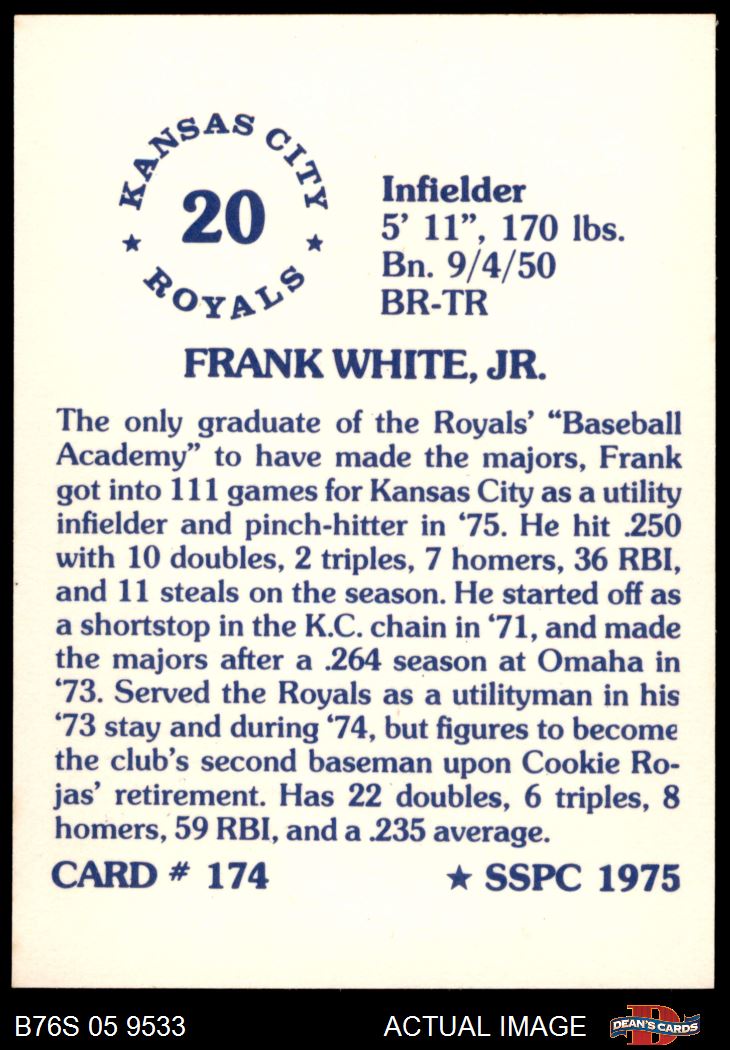 KANSAS CITY
20
★ ★
ROYALS
Infielder
5' 11", 170 lbs.
Bn. 9/4/50
BR-TR
FRANK WHITE, JR.
The only graduate of the Royals' "Baseball
Academy" to have made the majors, Frank
got into 111 games for Kansas City as a utility
infielder and pinch-hitter in '75. He hit .250
with 10 doubles, 2 triples, 7 homers, 36 RBI,
and 11 steals on the season. He started off as
a shortstop in the K.C. chain in '71, and made
the majors after a .264 season at Omaha in
'73. Served the Royals as a utilityman in his
'73 stay and during '74, but figures to become
the club's second baseman upon Cookie Ro-
jas' retirement. Has 22 doubles, 6 triples, 8
homers, 59 RBI, and a .235 average.
CARD # 174 ★ SSPC 1975
B76S 05 9533 ACTUAL IMAGE D DEAN'S CARDS